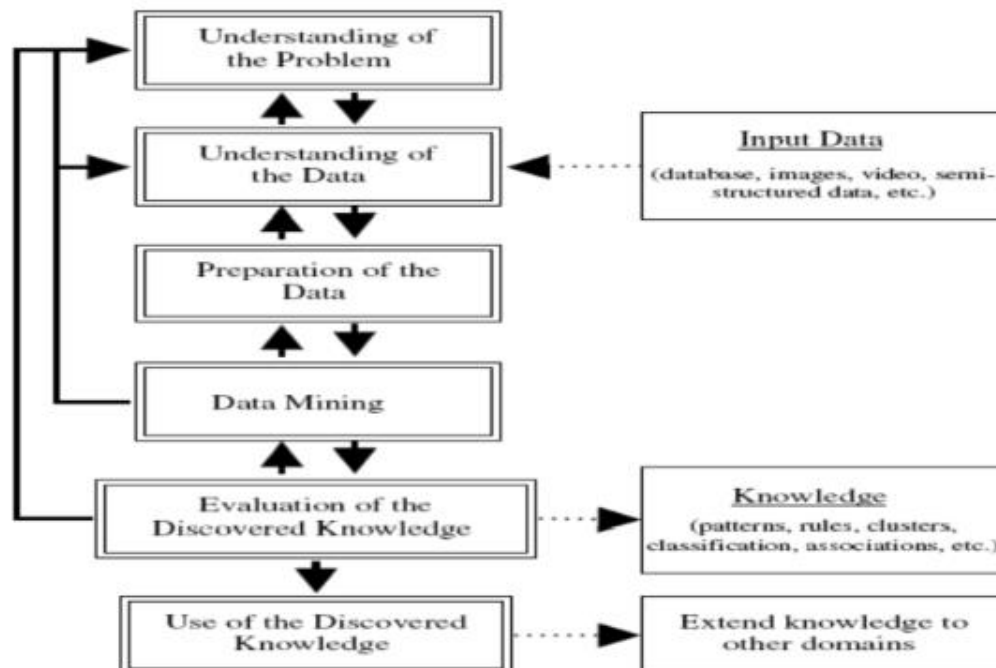 Understanding of
the Problem
Understanding of
the Data
Input Data
(database, images, video, semi-
structured data, etc.)
Preparation of the
Data
Data Mining
Evaluation of the
Discovered Knowledge
Knowledge
(patterns, rules, clusters,
classification, associations, etc.)
Use of the Discovered
Knowledge
Extend knowledge to
other domains